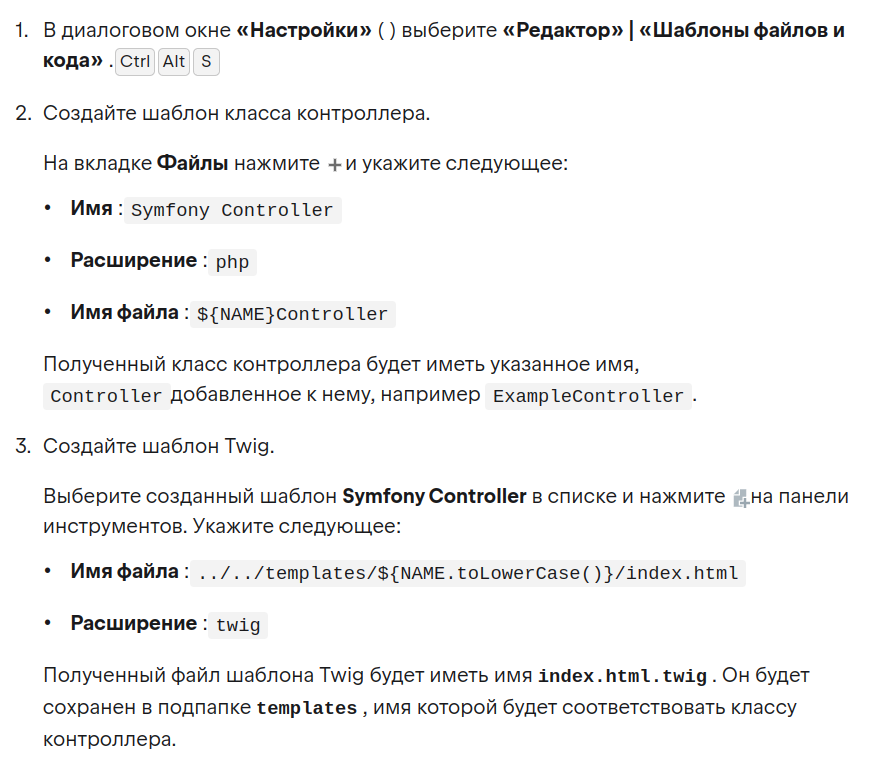 1. В диалоговом окне «Настройки» ( ) выберите «Редактор» | «Шаблоны файлов и
кода» . Ctrl Alt S
2. Создайте шаблон класса контроллера.
На вкладке Файлы нажмите + и укажите следующее:
• Имя : Symfony Controller
• Расширение : php
• Имя файла : ${NAME}Controller
Полученный класс контроллера будет иметь указанное имя,
Controller добавленное к нему, например ExampleController .
3. Создайте шаблон Twig.
Выберите созданный шаблон Symfony Controller в списке и нажмите на панели
инструментов. Укажите следующее:
• Имя файла : ../../templates/${NAME.toLowerCase()}/index.html
• Расширение : twig
Полученный файл шаблона Twig будет иметь имя index.html.twig . Он будет
сохранен в подпапке templates , имя которой будет соответствовать классу
контроллера.